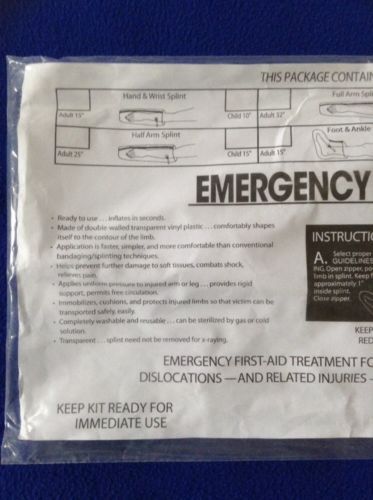 THIS PACKAGE CONTAIN
Hand & Wrist Splint
Adult 15"
Child 10"
Full Arm Spli
Adult 32"
Half Arm Splint
Adult 25"
Child 15"
Foot & Ankle
Adult 15"
EMERGENCY
• Ready to use . . . inflates in seconds.
• Made of double walled transparent vinyl plastic . . . comfortably shapes
itself to the contour of the limb.
• Application is faster, simpler, and more comfortable than conventional
bandaging/splinting techniques.
• Helps prevent further damage to soft tissues, combats shock,
relieves pain.
• Applies uniform pressure to injured arm or leg . . . provides rigid
support, permits free circulation.
• Immobilizes, cushions, and protects injured limbs so that victim can be
transported safely, easily.
• Completely washable and reusable . . . can be sterilized by gas or cold
solution.
• Transparent . . . splint need not be removed for x-raying.
INSTRUCTIO
A. Select proper
GUIDELINES
ING. Open zipper, po
limb in splint. Keep f
approximately 1"
inside splint.
Close zipper.
KEE
RED
EMERGENCY FIRST-AID TREATMENT FO
DISLOCATIONS — AND RELATED INJURIES -
KEEP KIT READY FOR
IMMEDIATE USE